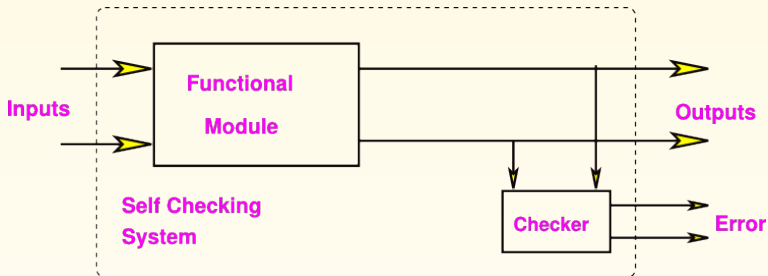 Inputs
Functional
Module
Outputs
Self Checking
System
Checker
Error